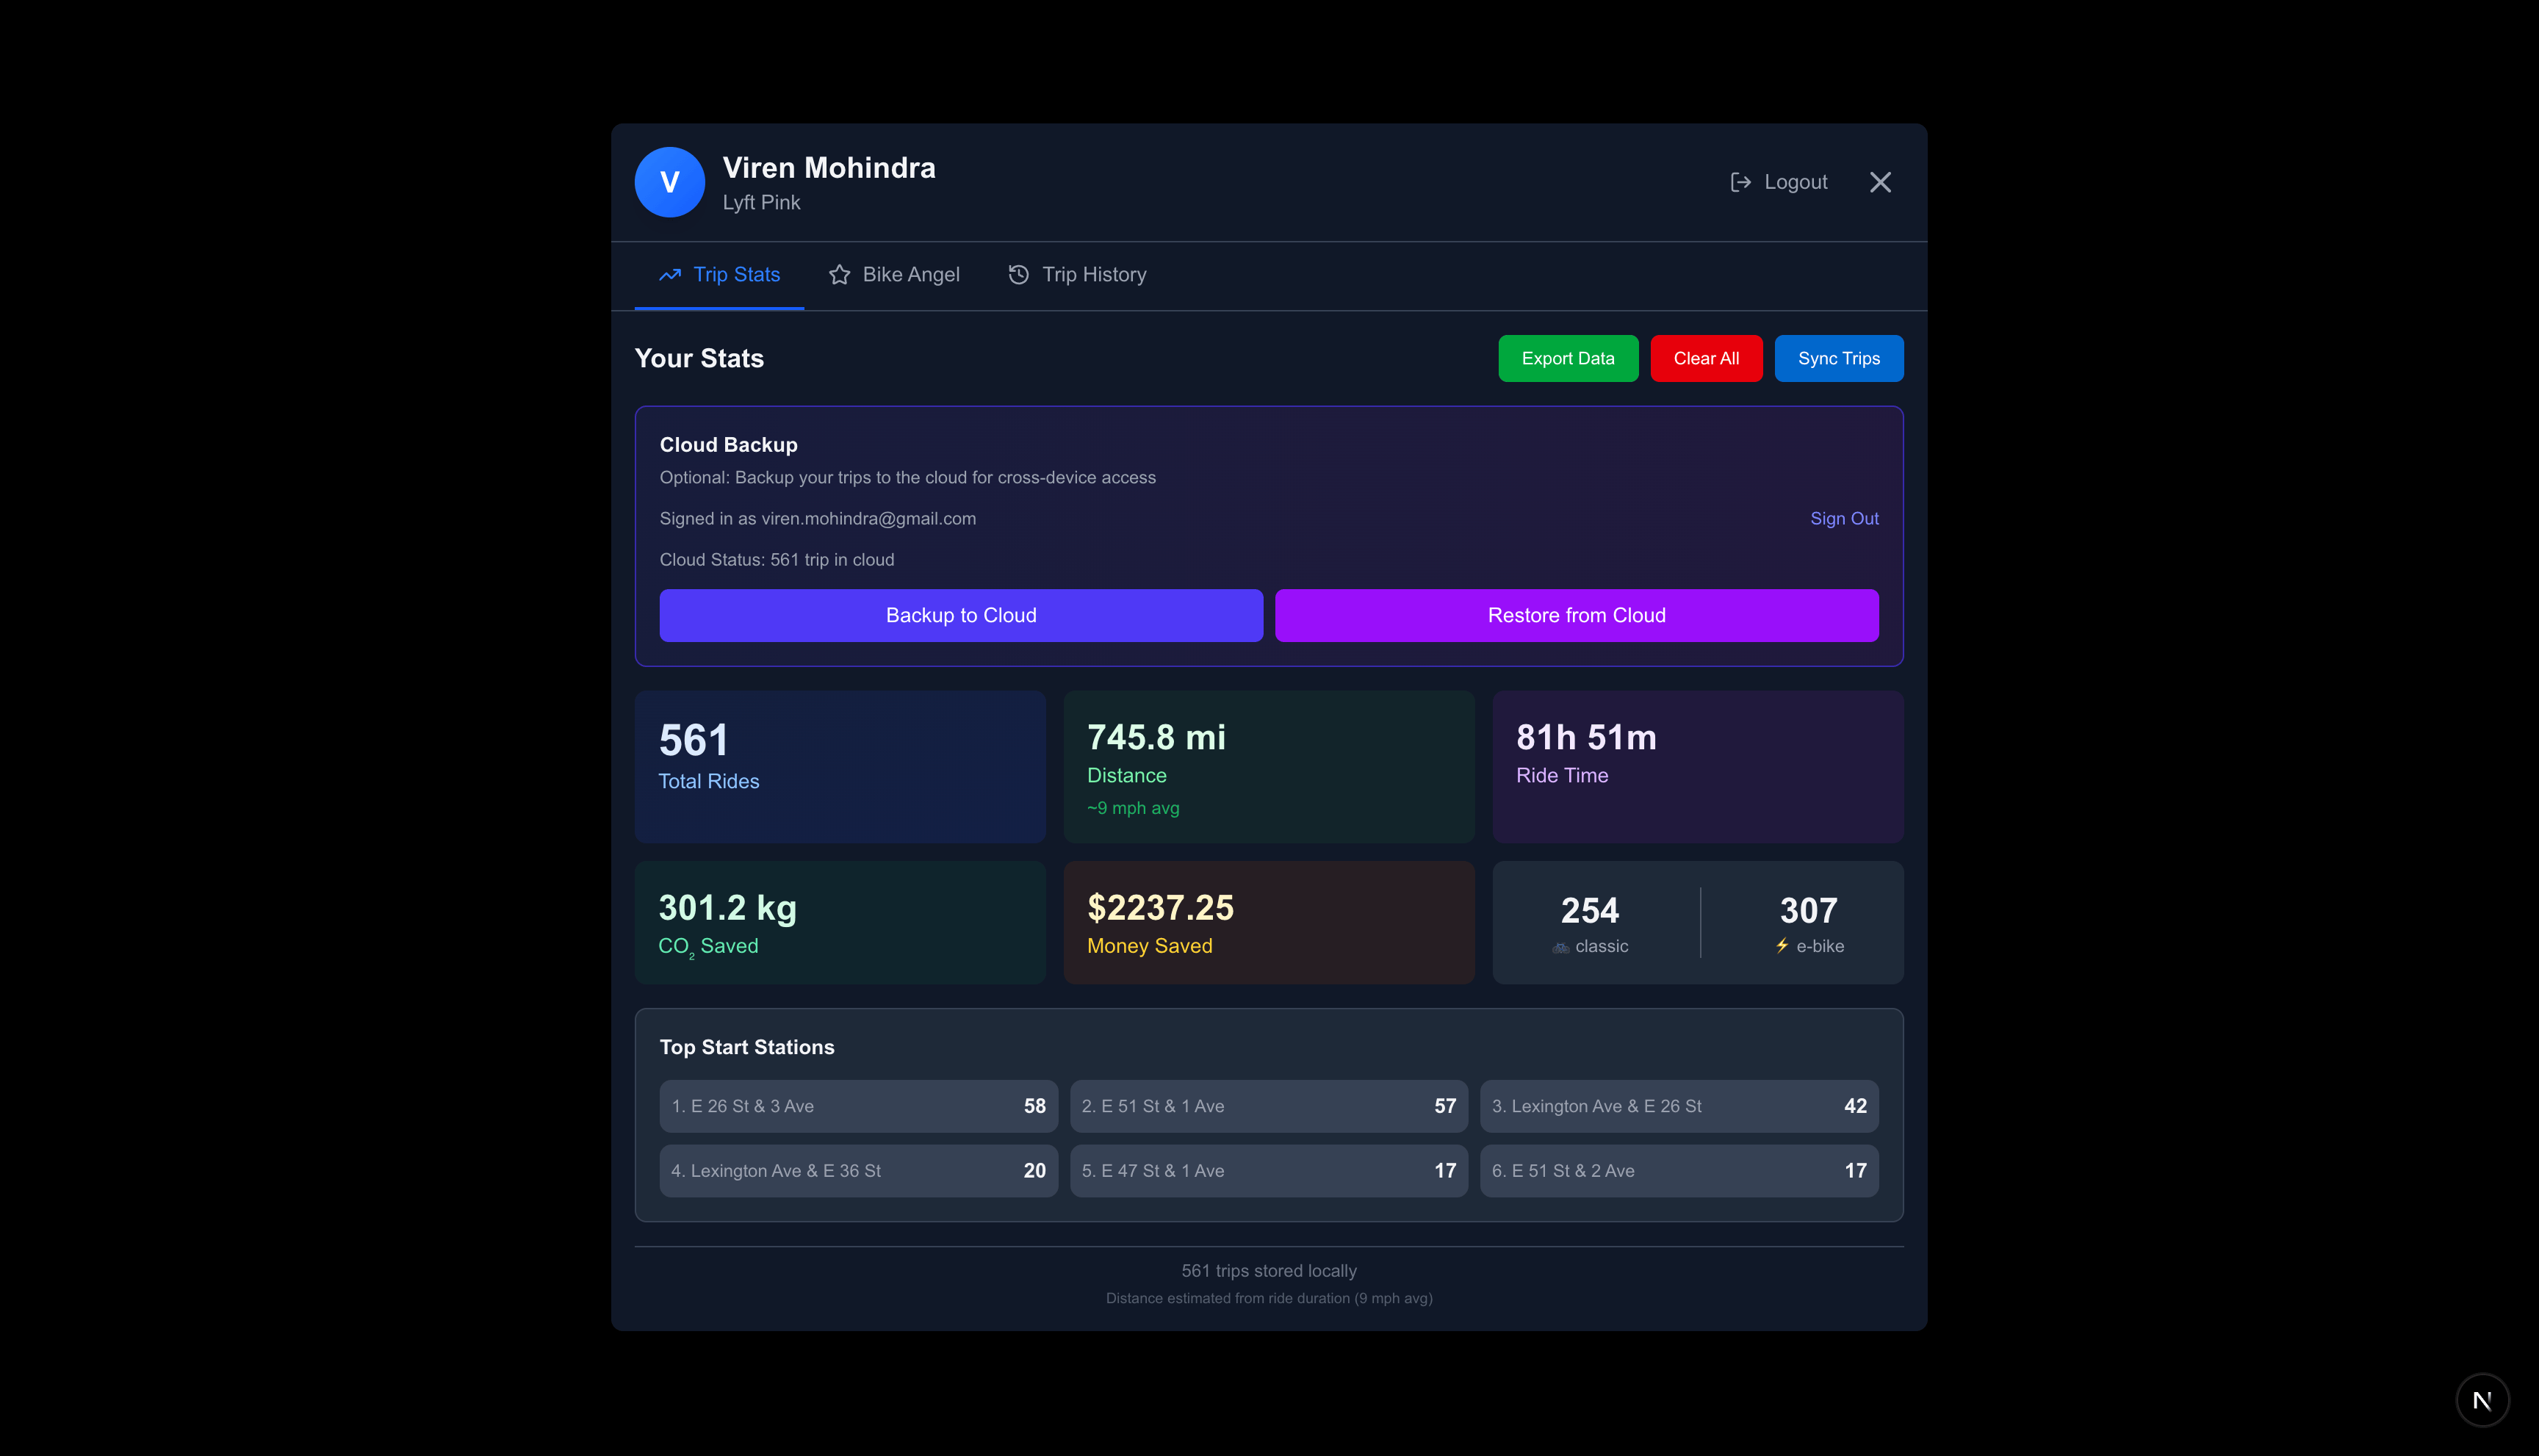 V
Viren Mohindra
Lyft Pink
Logout
Trip Stats
Bike Angel
Trip History
Your Stats
Export Data
Clear All
Sync Trips
Cloud Backup
Optional: Backup your trips to the cloud for cross-device access
Signed in as viren.mohindra@gmail.com
Sign Out
Cloud Status: 561 trip in cloud
Backup to Cloud
Restore from Cloud
561
Total Rides
745.8 mi
Distance
~9 mph avg
81h 51m
Ride Time
301.2 kg
CO₂ Saved
$2237.25
Money Saved
254
classic
307
e-bike
Top Start Stations
1. E 26 St & 3 Ave 58
2. E 51 St & 1 Ave 57
3. Lexington Ave & E 26 St 42
4. Lexington Ave & E 36 St 20
5. E 47 St & 1 Ave 17
6. E 51 St & 2 Ave 17
561 trips stored locally
Distance estimated from ride duration (9 mph avg)
N